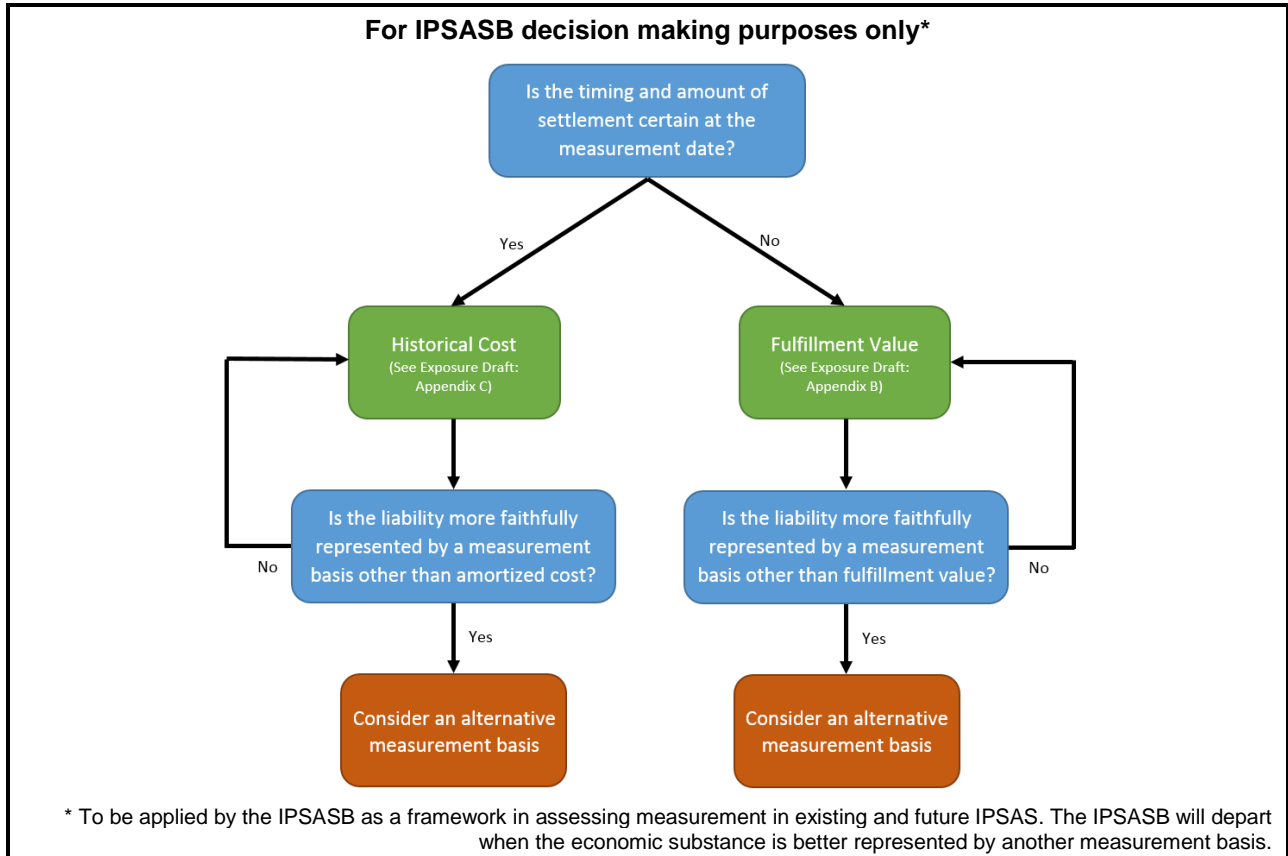 For IPSASB decision making purposes only*
Is the timing and amount of
settlement certain at the
measurement date?
Yes
No
Historical Cost
(See Exposure Draft:
Appendix C)
Fulfillment Value
(See Exposure Draft:
Appendix B)
Is the liability more faithfully
represented by a measurement
basis other than amortized cost?
No
Is the liability more faithfully
represented by a measurement
basis other than fulfillment value?
No
Yes
Yes
Consider an alternative
measurement basis
Consider an alternative
measurement basis
* To be applied by the IPSASB as a framework in assessing measurement in existing and future IPSAS. The IPSASB will depart
when the economic substance is better represented by another measurement basis.